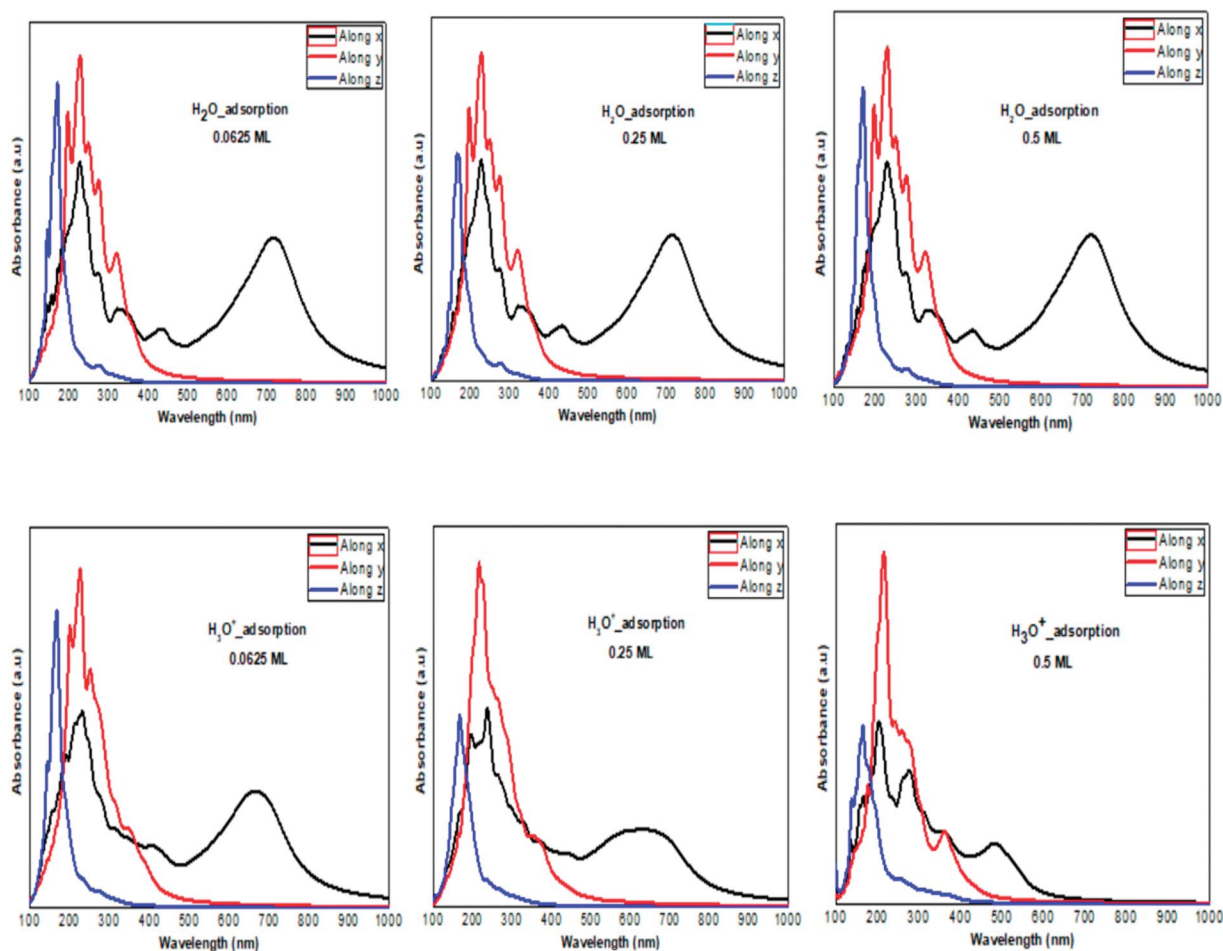 Absorbance (a.u)
H2O_adsorption
0.0625 ML
Along x
Along y
Along z
100 200 300 400 500 600 700 800 900 1000
Wavelength (nm)
Absorbance (a.u)
H2O_adsorption
0.25 ML
Along x
Along y
Along z
100 200 300 400 500 600 700 800 900 1000
Wavelength (nm)
Absorbance (a.u)
H2O_adsorption
0.5 ML
Along x
Along y
Along z
100 200 300 400 500 600 700 800 900 1000
Wavelength (nm)
Absorbance (a.u)
H3O+_adsorption
0.0625 ML
Along x
Along y
Along z
100 200 300 400 500 600 700 800 900 1000
Wavelength (nm)
Absorbance (a.u)
H3O+_adsorption
0.25 ML
Along x
Along y
Along z
100 200 300 400 500 600 700 800 900 1000
Wavelength (nm)
Absorbance (a.u)
H3O+_adsorption
0.5 ML
Along x
Along y
Along z
100 200 300 400 500 600 700 800 900 1000
Wavelength (nm)